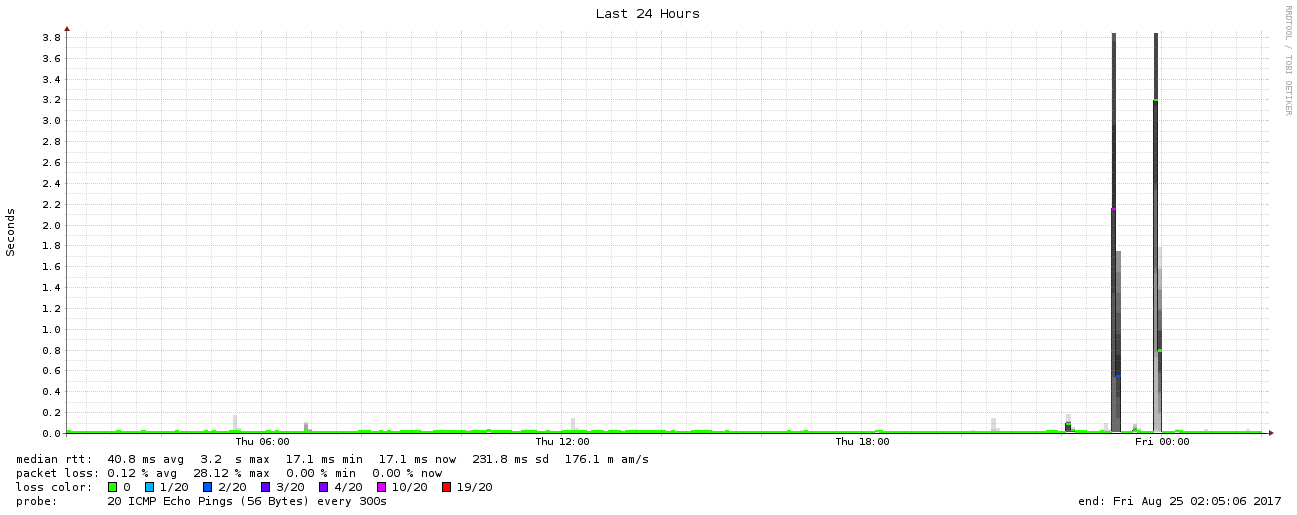 Last 24 Hours
RRDTOOL / TOBI OETIKER
Seconds
3.8
3.6
3.4
3.2
3.0
2.8
2.6
2.4
2.2
2.0
1.8
1.6
1.4
1.2
1.0
0.8
0.6
0.4
0.2
0.0
Thu 06:00 Thu 12:00 Thu 18:00 Fri 00:00
median rtt: 40.8 ms avg 3.2 s max 17.1 ms min 17.1 ms now 231.8 ms sd 176.1 m am/s
packet loss: 0.12 % avg 28.12 % max 0.00 % min 0.00 % now
loss color: 0 1/20 2/20 3/20 4/20 10/20 19/20
probe: 20 ICMP Echo Pings (56 Bytes) every 300s end: Fri Aug 25 02:05:06 2017